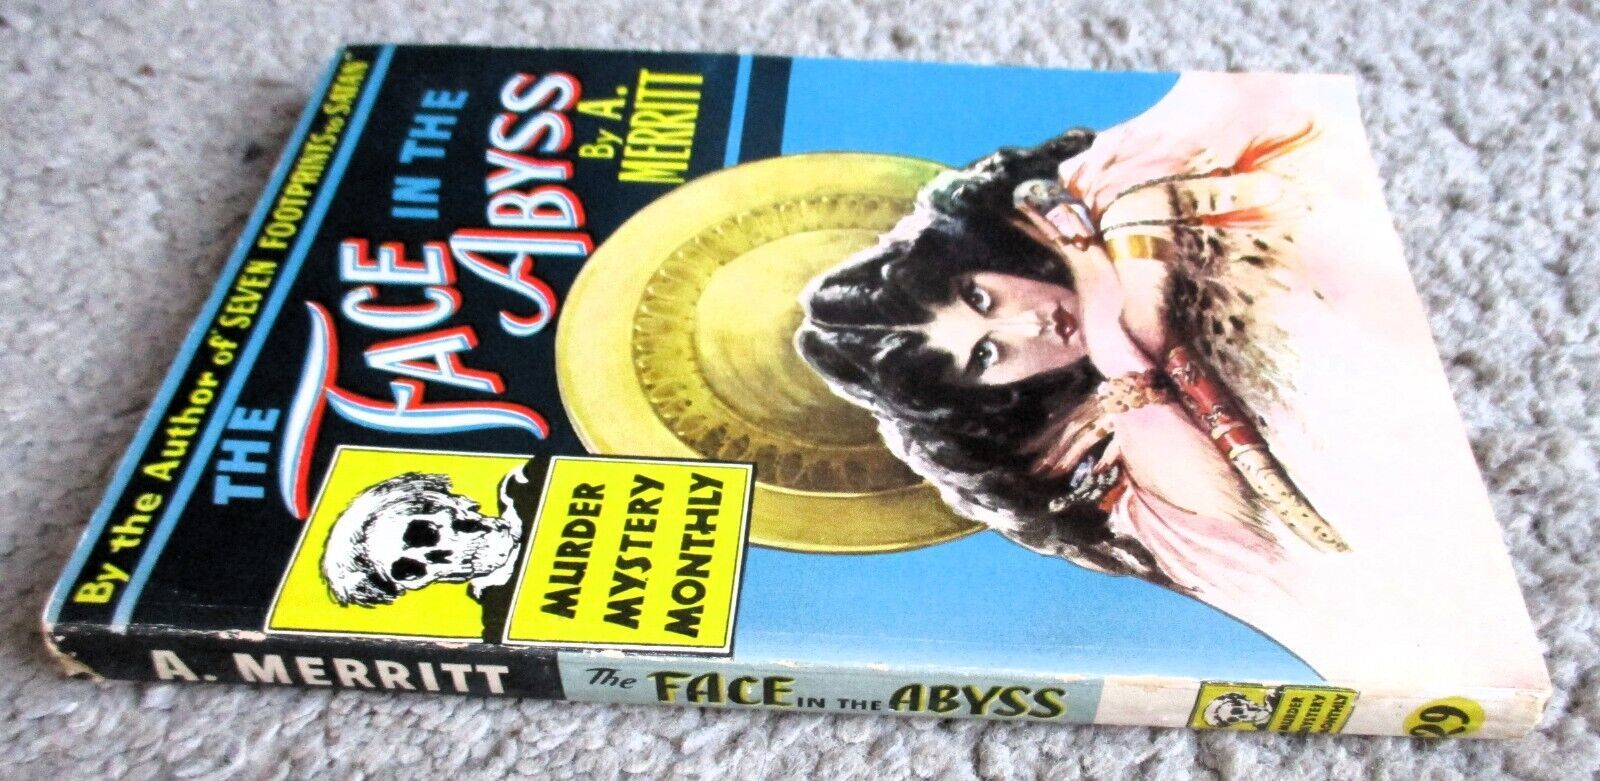 By the Author of "SEVEN FOOTPRINTS TO SATAN"
THE
FACE
IN THE
ABYSS
By A.
MERRITT
MURDER
MYSTERY
MONTHLY
A. MERRITT
The FACE IN THE ABYSS
MURDER
MYSTERY
MONTHLY
29